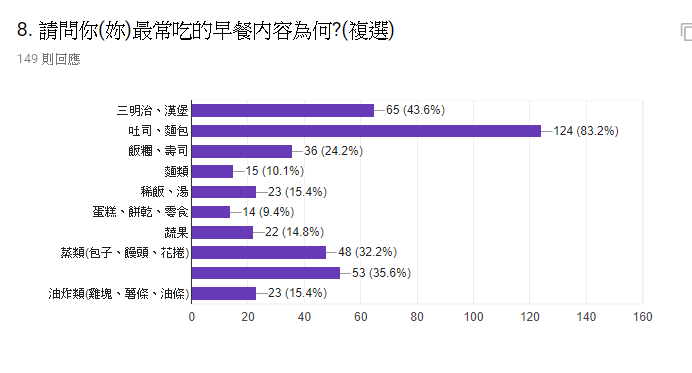 8. 請問你(妳)最常吃的早餐內容為何?(複選)
149 則回應
三明治、漢堡 65 (43.6%)
吐司、麵包 124 (83.2%)
飯糰、壽司 36 (24.2%)
麵類 15 (10.1%)
稀飯、湯 23 (15.4%)
蛋糕、餅乾、零食 14 (9.4%)
蔬果 22 (14.8%)
蒸類(包子、饅頭、花捲) 48 (32.2%)
53 (35.6%)
油炸類(雞塊、薯條、油條) 23 (15.4%)
0 20 40 60 80 100 120 140 160